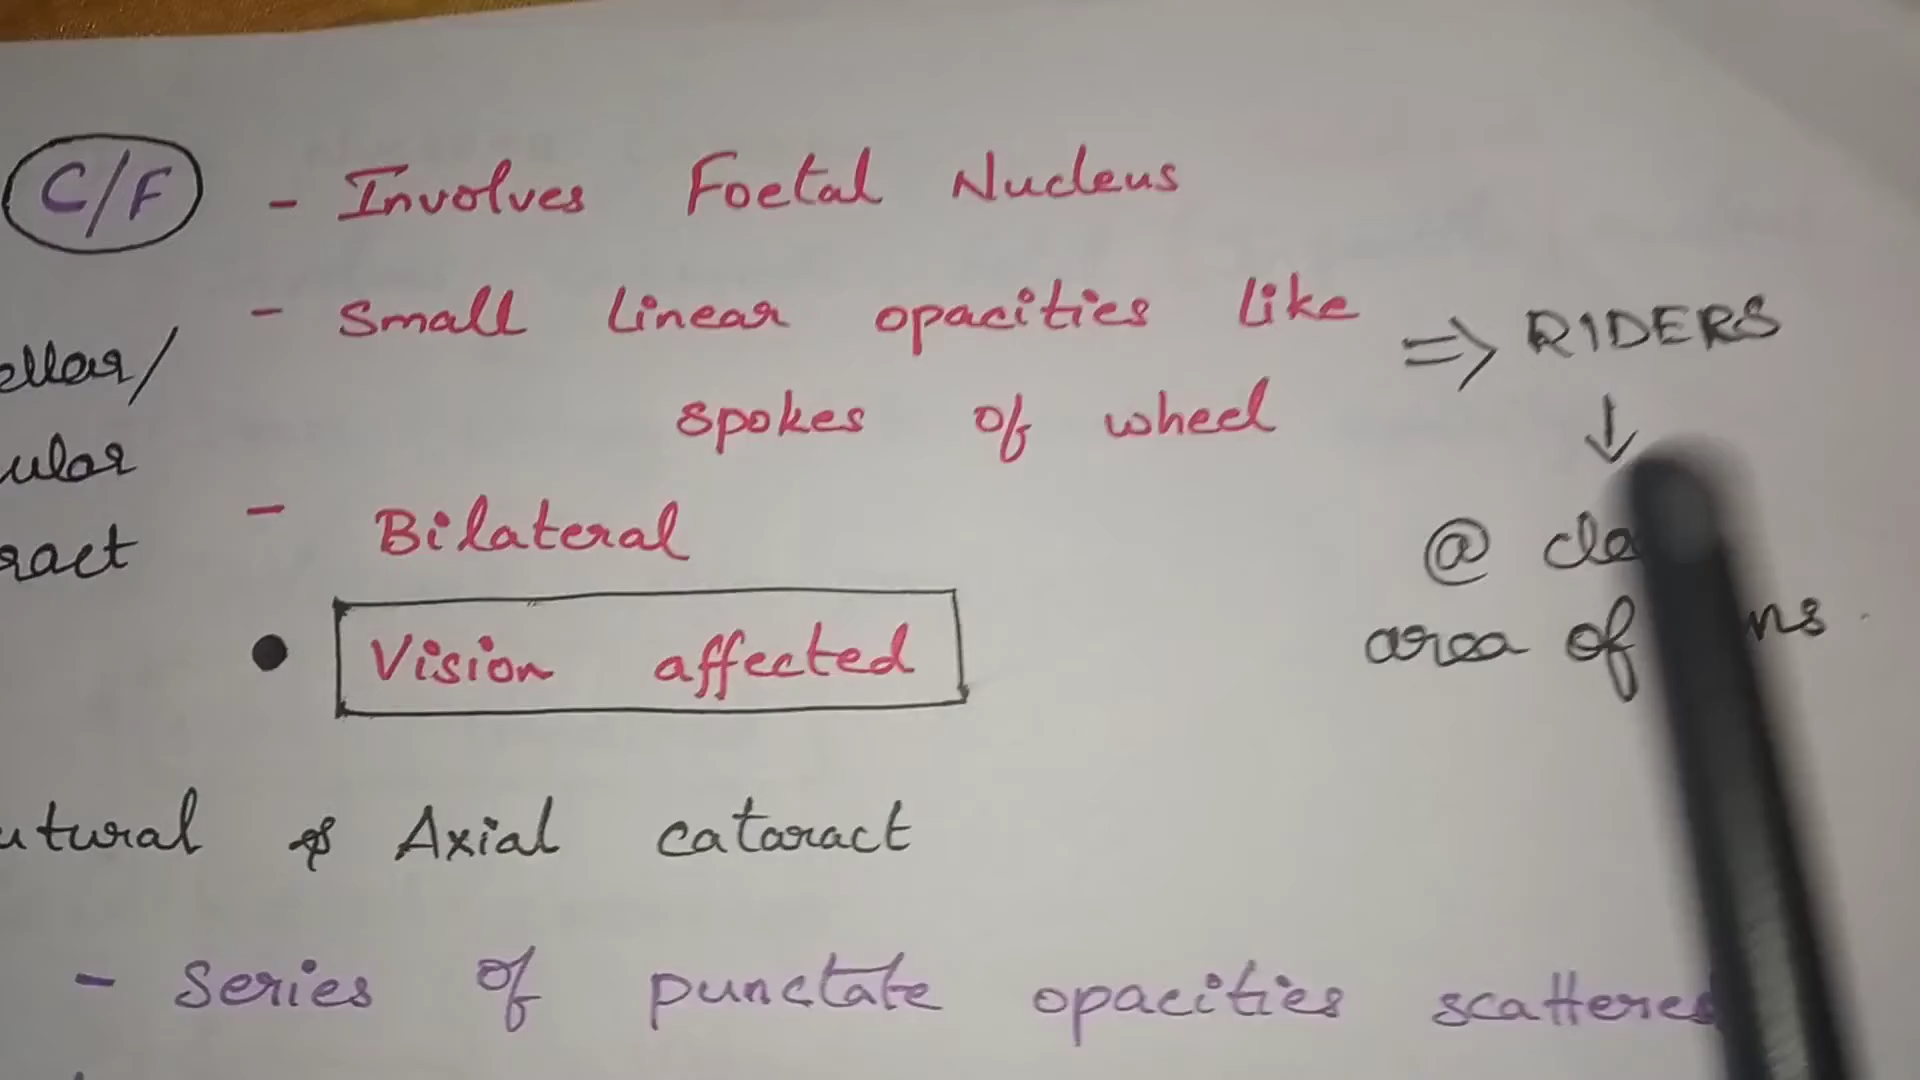 C/F - Involves Foetal Nucleus
- Small linear opacities like => RIDERS
spokes of wheel
- Bilateral
@
area of
• Vision affected
Axial cataract
- Series of punctate opacities scattered